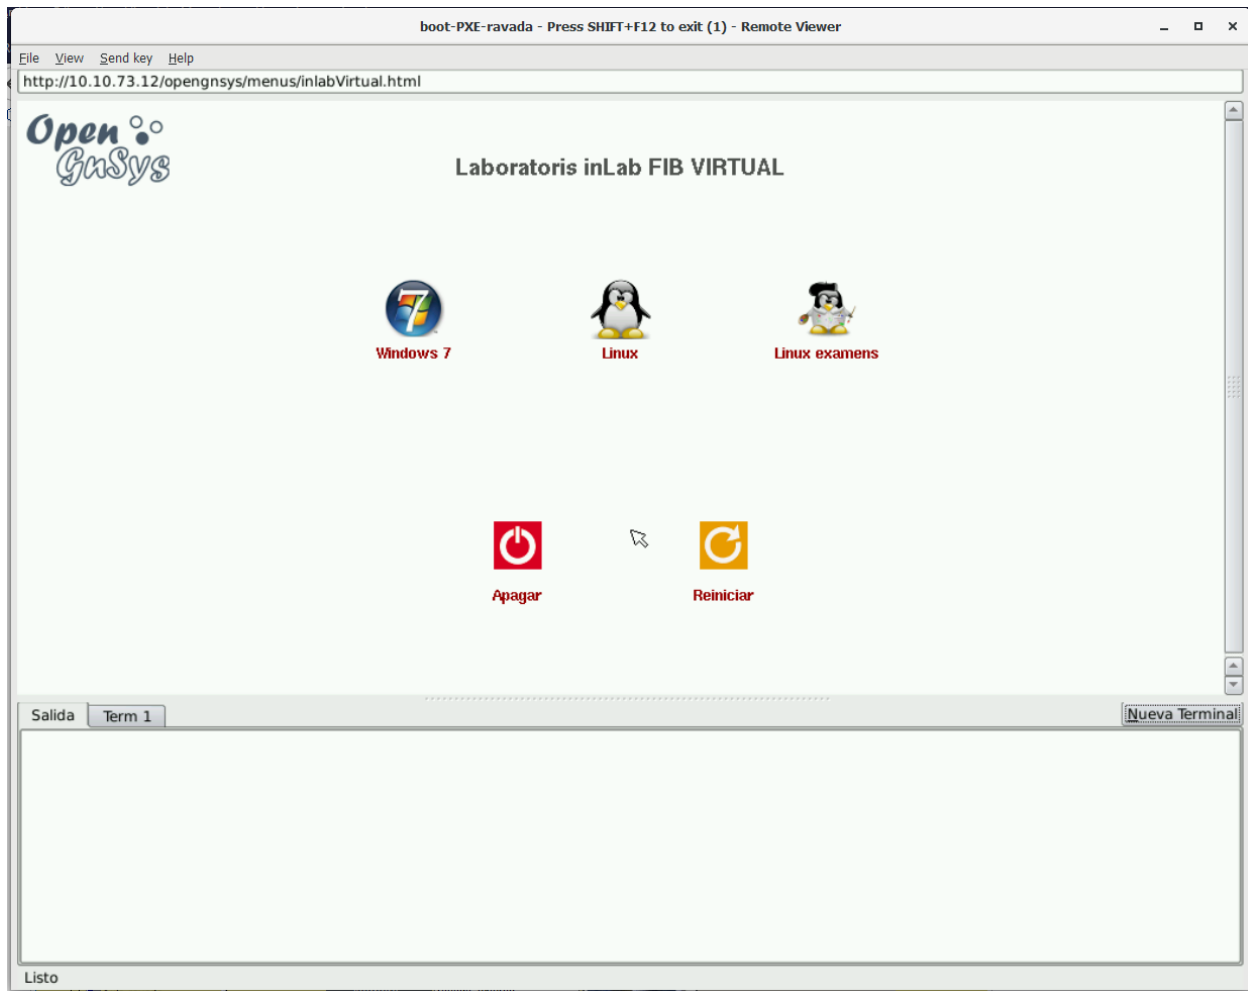 boot-PXE-ravada - Press SHIFT+F12 to exit (1) - Remote Viewer
File View Send key Help
http://10.10.73.12/opengnsys/menus/inlabVirtual.html
Open
GnSys
Laboratoris inLab FIB VIRTUAL
7
Windows 7 Linux Linux examens
Apagar Reiniciar
Salida Term 1 Nueva Terminal
Listo